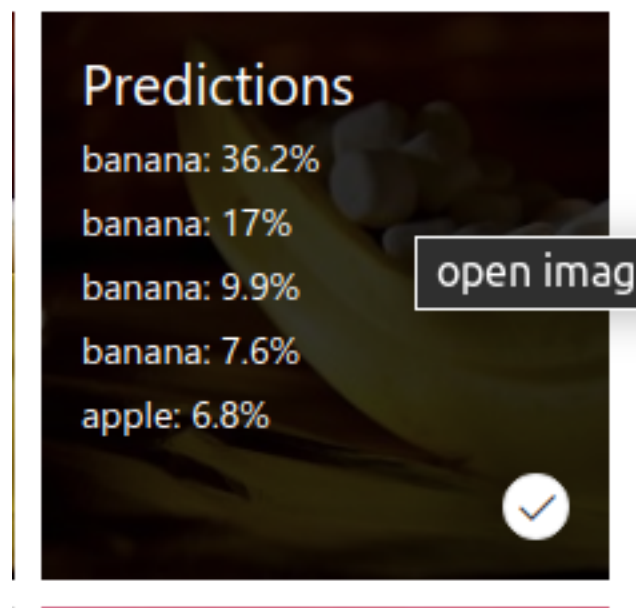 Predictions
banana: 36.2%
banana: 17%
open imag
banana: 9.9%
banana: 7.6%
apple: 6.8%